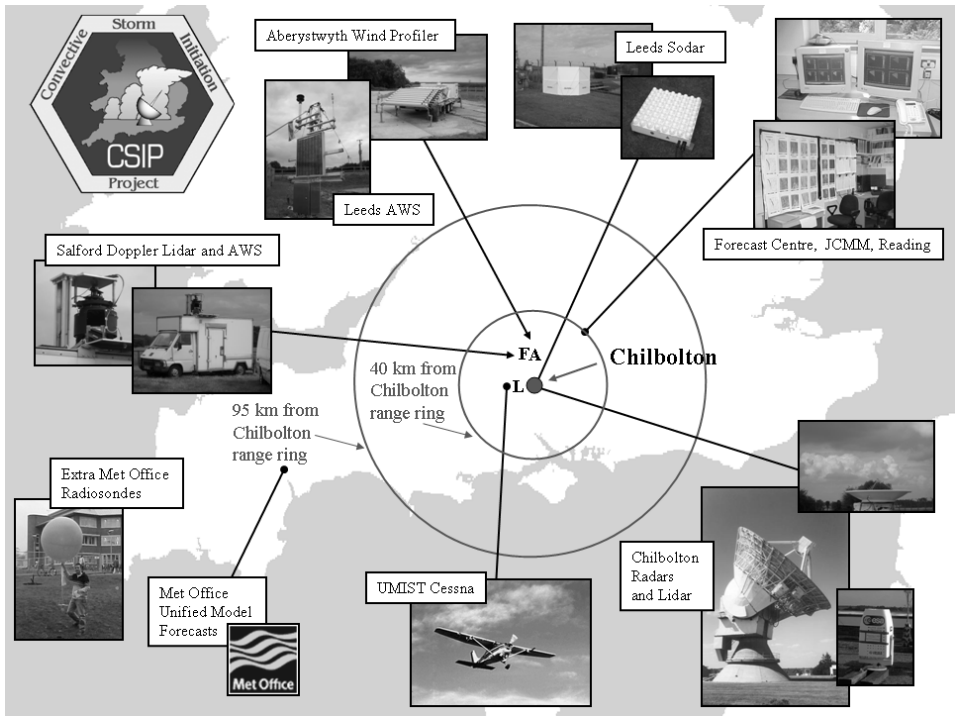 Convective
Storm
Initiation
CSIP
Project
Aberystwyth Wind Profiler
Leeds AWS
Leeds Sodar
Forecast Centre, JCMM, Reading
Salford Doppler Lidar and AWS
FA
L
Chilbolton
40 km from
Chilbolton
range ring
95 km from
Chilbolton
range ring
Extra Met Office
Radiosondes
Met Office
Unified Model
Forecasts
Met Office
UMIST Cessna
Chilbolton
Radars
and Lidar